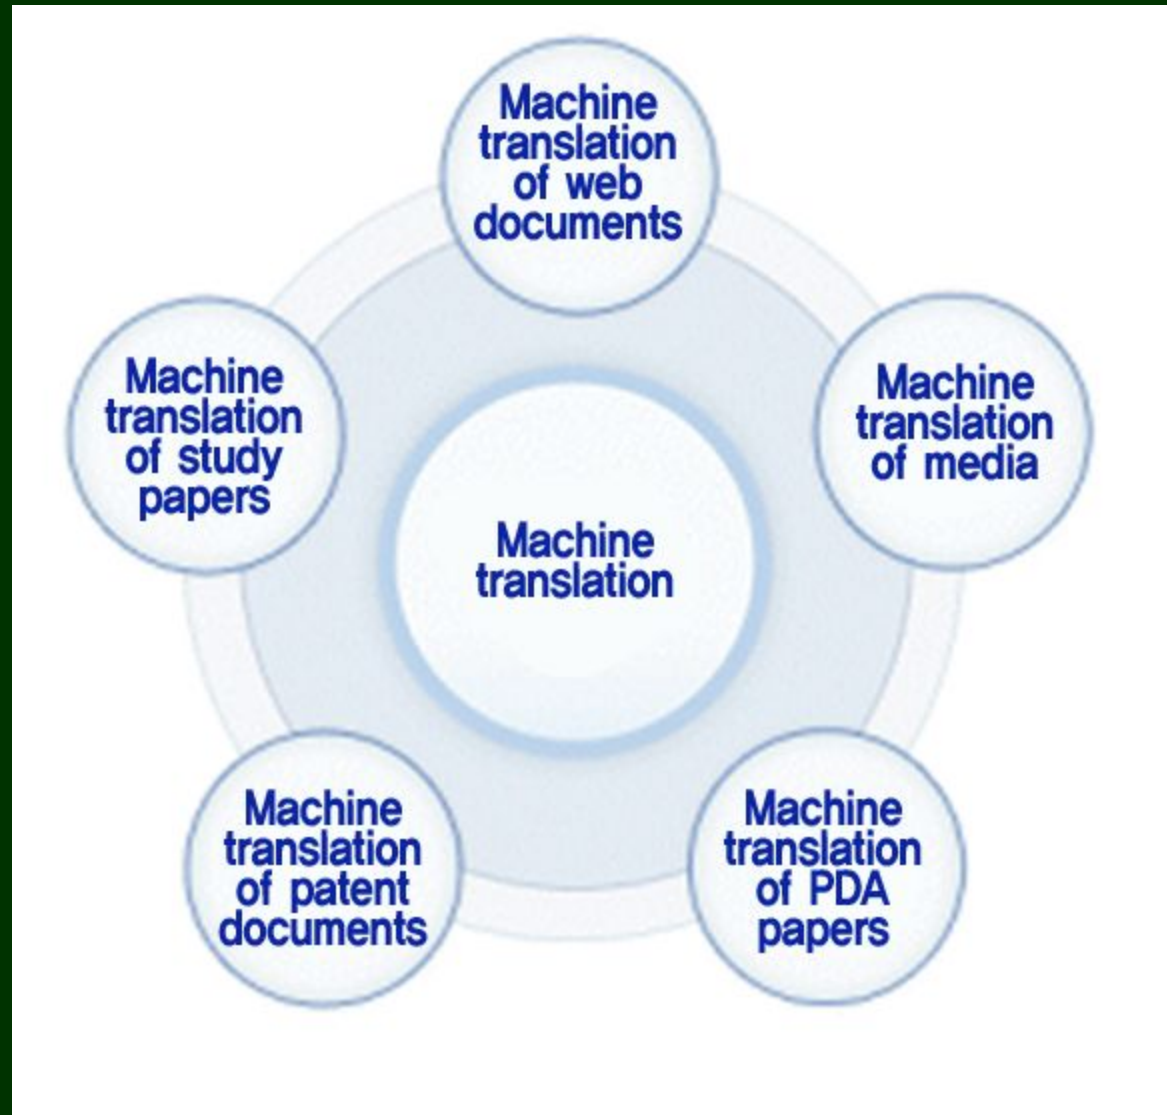 Machine
translation
of web
documents
Machine
translation
of study
papers
Machine
translation
of media
Machine
translation
Machine
translation
of patent
documents
Machine
translation
of PDA
papers